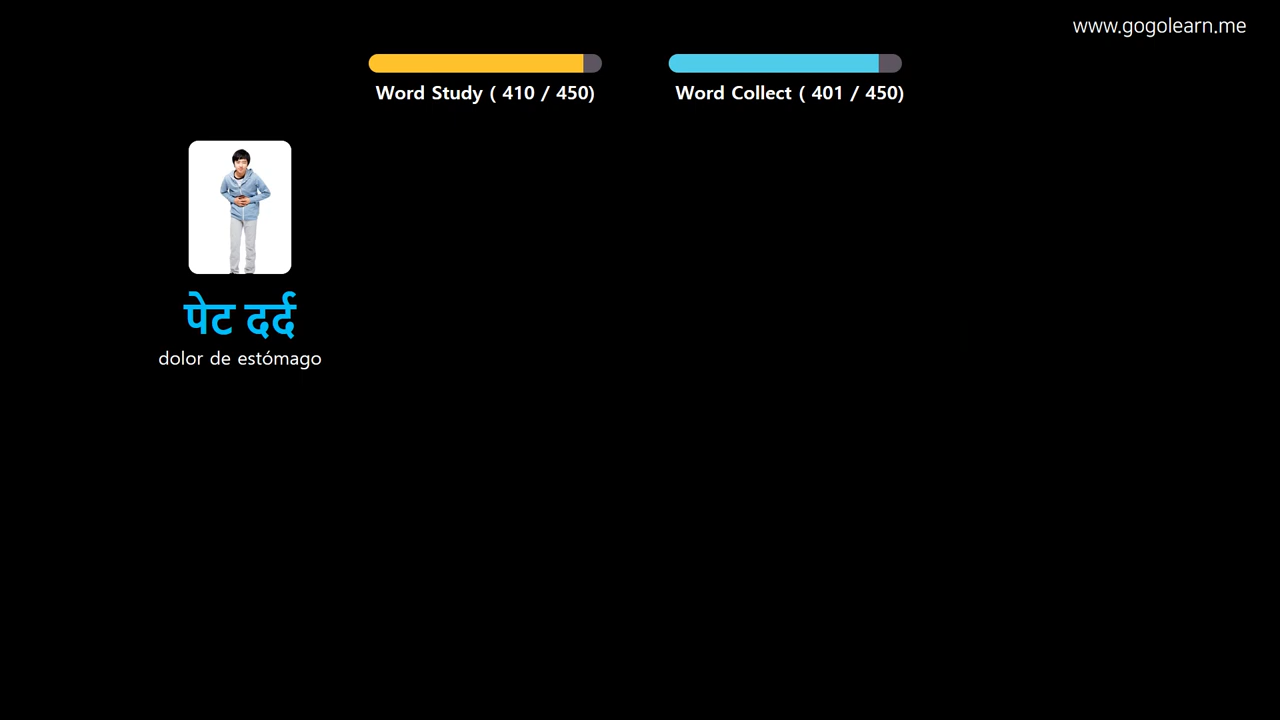 www.gogolearn.me
Word Study ( 410 / 450)
Word Collect ( 401 / 450)
पेट दर्द
dolor de estómago